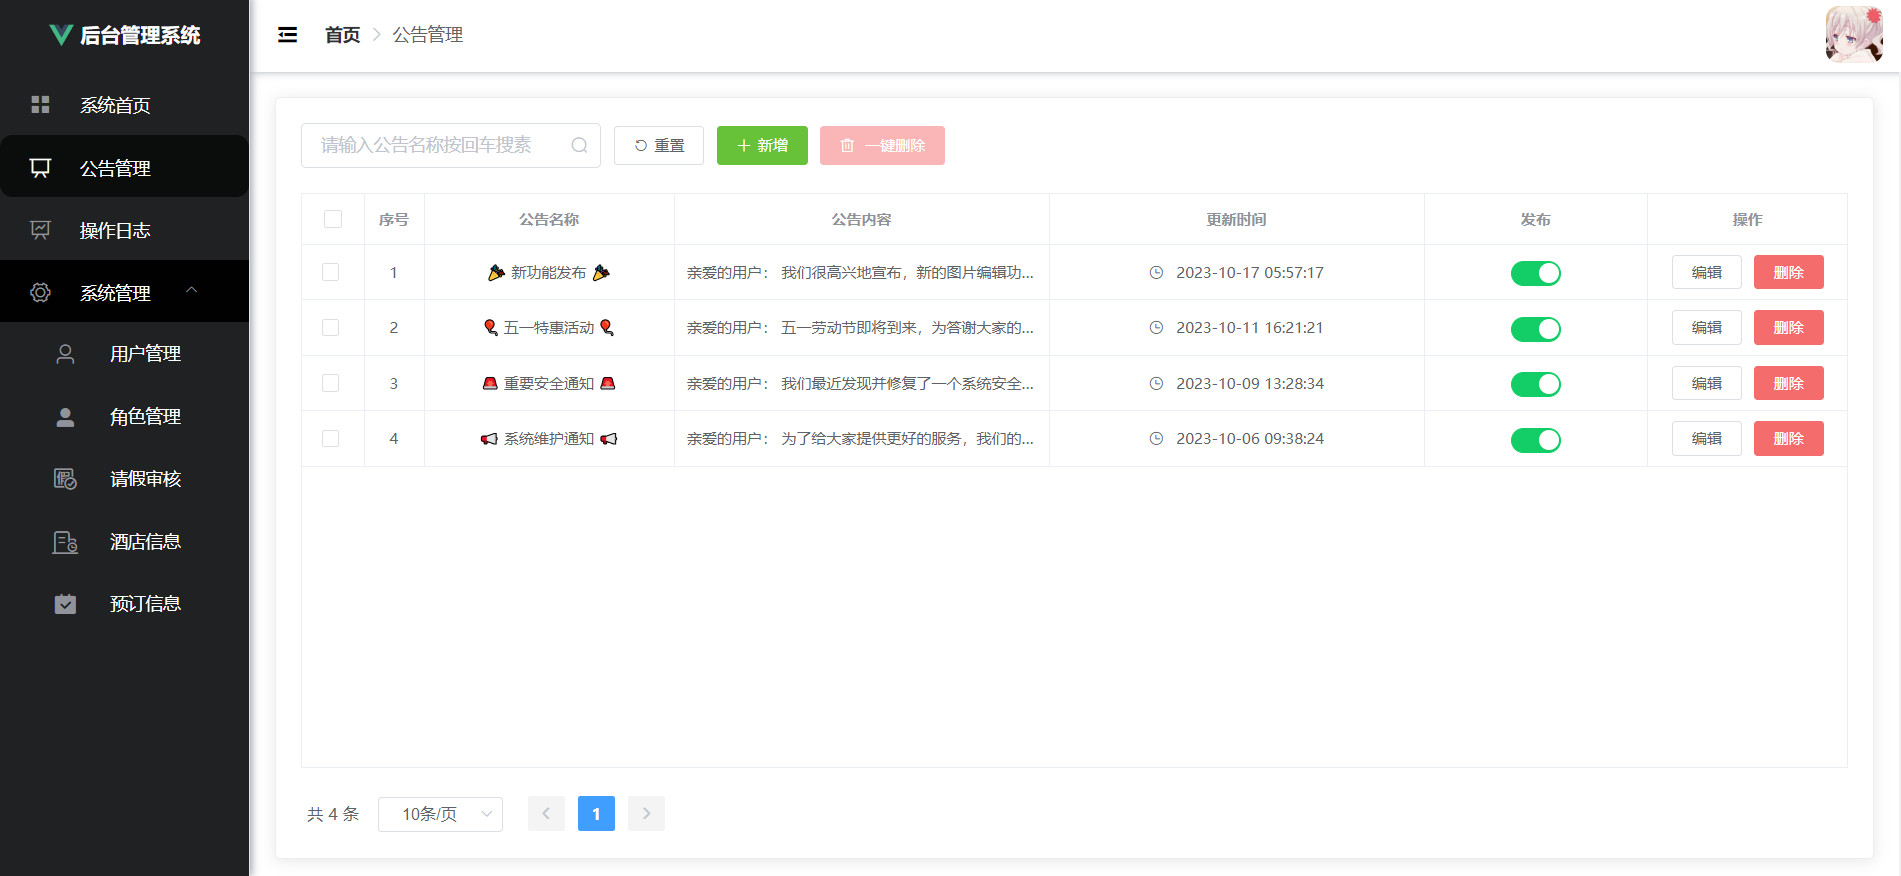 后台管理系统
首页 公告管理
系统首页
公告管理
操作日志
系统管理
用户管理
角色管理
请假审核
酒店信息
预订信息
请输入公告名称按回车搜素 重置 新增 一键删除
序号 公告名称 公告内容 更新时间 发布 操作
1 🎉 新功能发布 🎉 亲爱的用户： 我们很高兴地宣布，新的图片编辑功... 2023-10-17 05:57:17 编辑 删除
2 🎈 五一特惠活动 🎈 亲爱的用户： 五一劳动节即将到来，为答谢大家的... 2023-10-11 16:21:21 编辑 删除
3 🚨 重要安全通知 🚨 亲爱的用户： 我们最近发现并修复了一个系统安全... 2023-10-09 13:28:34 编辑 删除
4 📢 系统维护通知 📢 亲爱的用户： 为了给大家提供更好的服务，我们的... 2023-10-06 09:38:24 编辑 删除
共 4 条 10条/页 1